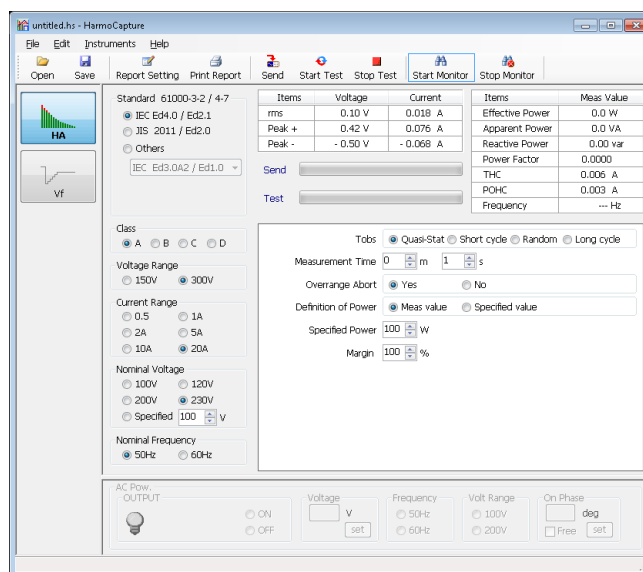 untitled.hs - HarmoCapture
File Edit Instruments Help
Open Save Report Setting Print Report Send Start Test Stop Test Start Monitor Stop Monitor
HA
Vf
Standard 61000-3-2 / 4-7
IEC Ed4.0 / Ed2.1
JIS 2011 / Ed2.0
Others
IEC Ed3.0A2 / Ed1.0
Items Voltage Current
rms 0.10 V 0.018 A
Peak + 0.42 V 0.076 A
Peak - - 0.50 V - 0.068 A
Send
Test
Items Meas Value
Effective Power 0.0 W
Apparent Power 0.0 VA
Reactive Power 0.00 var
Power Factor 0.0000
THC 0.006 A
POHC 0.003 A
Frequency --- Hz
Class
A B C D
Voltage Range
150V 300V
Current Range
0.5 1A
2A 5A
10A 20A
Nominal Voltage
100V 120V
200V 230V
Specified 100 V
Nominal Frequency
50Hz 60Hz
Tobs Quasi-Stat Short cycle Random Long cycle
Measurement Time 0 m 1 s
Overrange Abort Yes No
Definition of Power Meas value Specified value
Specified Power 100 W
Margin 100 %
AC Pow.
OUTPUT
ON
OFF
Voltage
V
set
Frequency
50Hz
60Hz
Volt Range
100V
200V
On Phase
deg
Free set